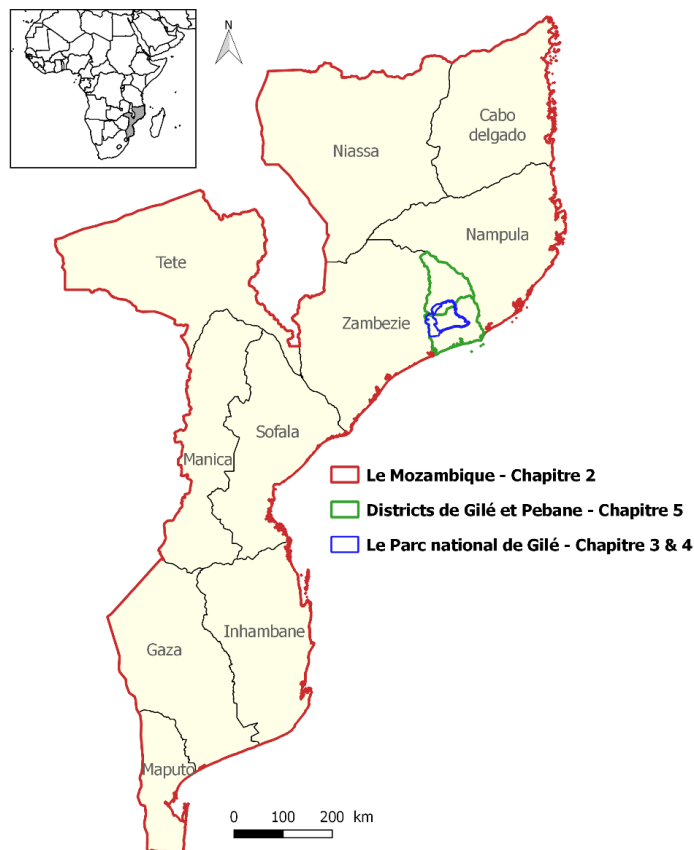 N
Cabo
delgado
Niassa
Nampula
Tete
Zambezie
Sofala
Manica
Le Mozambique - Chapitre 2
Districts de Gilé et Pebane - Chapitre 5
Le Parc national de Gilé - Chapitre 3 & 4
Inhambane
Gaza
Maputo
0 100 200 km